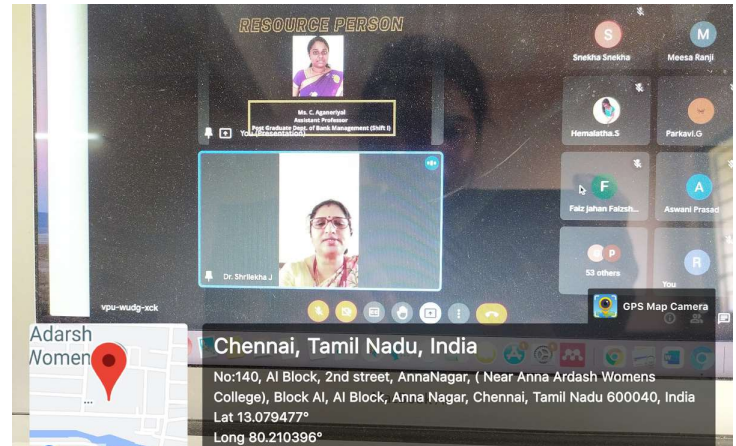 RESOURCE PERSON
Ms. C. Aganeriyal
Assistant Professor
Post Graduate Dept. of Bank Management (Shift I)
You (Presentation)
Dr. Shrilekha J
Snekha Snekha
Meesa Ranji
Hemalatha.S
Parkavi.G
Faiz Jahan Faizsh...
Aswani Prasad
53 others
You
S
M
F
A
P
R
vpu-wudg-xck
GPS Map Camera
Adarsh
Women
Chennai, Tamil Nadu, India
No:140, AI Block, 2nd street, AnnaNagar, ( Near Anna Ardash Womens
College), Block AI, AI Block, Anna Nagar, Chennai, Tamil Nadu 600040, India
Lat 13.079477°
Long 80.210396°